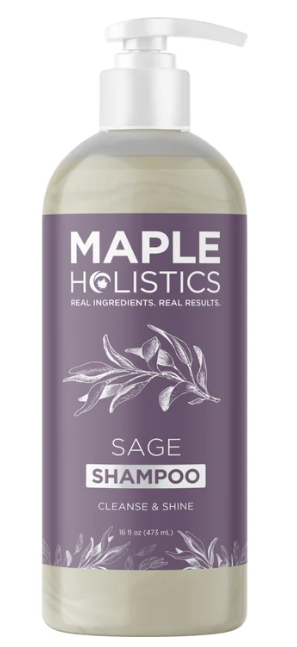 MAPLE
HOLISTICS
REAL INGREDIENTS. REAL RESULTS.
SAGE
SHAMPOO
CLEANSE & SHINE
16 fl oz (473 mL)